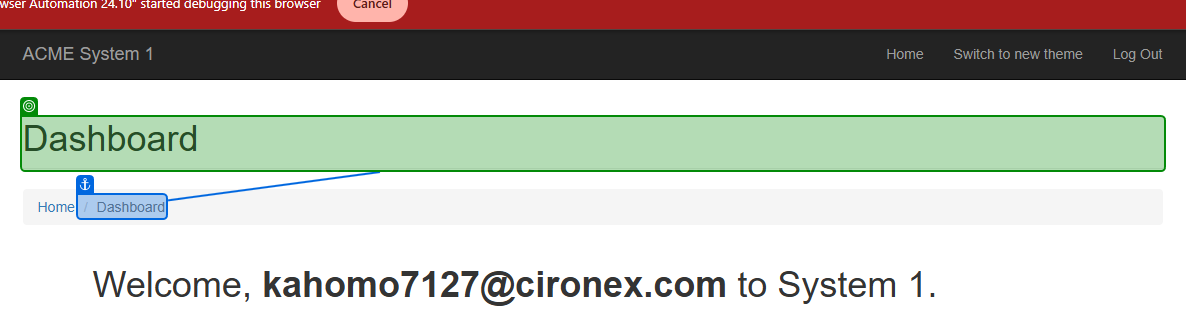 wser Automation 24.10" started debugging this browser Cancel
ACME System 1 Home Switch to new theme Log Out
Dashboard
Home / Dashboard
Welcome, kahomo7127@cironex.com to System 1.